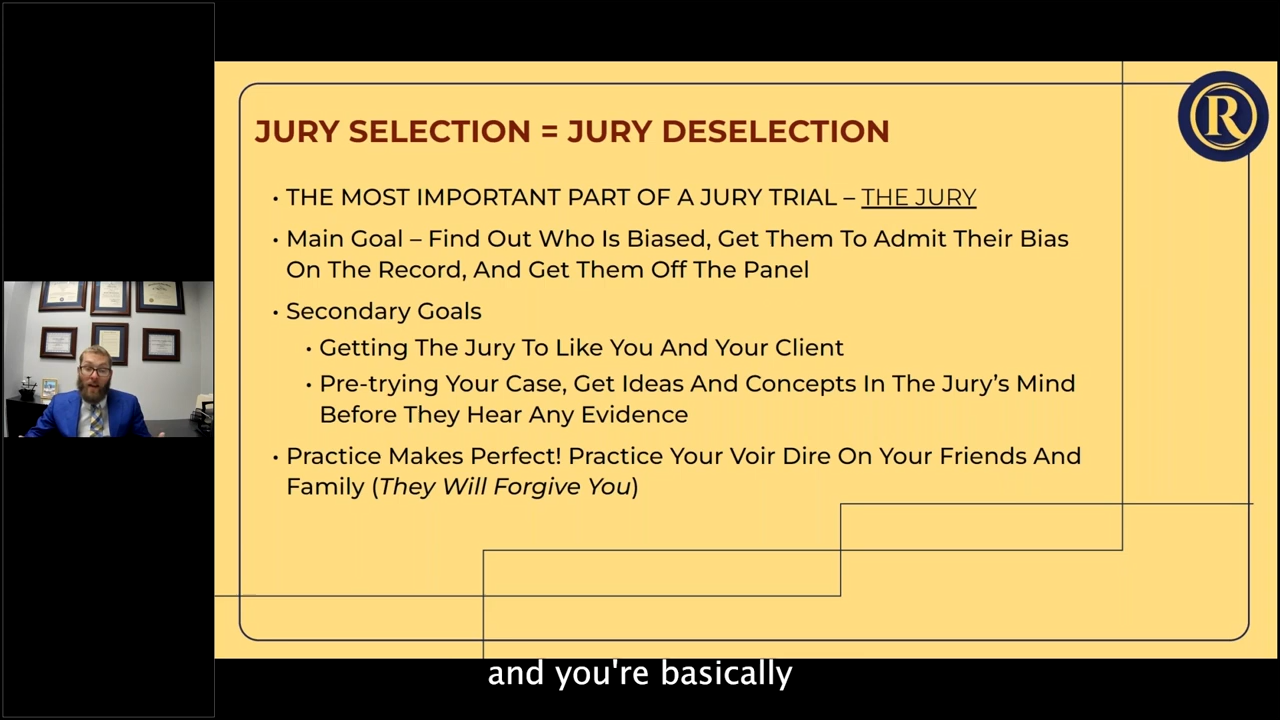 JURY SELECTION = JURY DESELECTION
R
• THE MOST IMPORTANT PART OF A JURY TRIAL – THE JURY
• Main Goal – Find Out Who Is Biased, Get Them To Admit Their Bias
On The Record, And Get Them Off The Panel
• Secondary Goals
• Getting The Jury To Like You And Your Client
• Pre-trying Your Case, Get Ideas And Concepts In The Jury’s Mind
Before They Hear Any Evidence
• Practice Makes Perfect! Practice Your Voir Dire On Your Friends And
Family (They Will Forgive You)
and you're basically